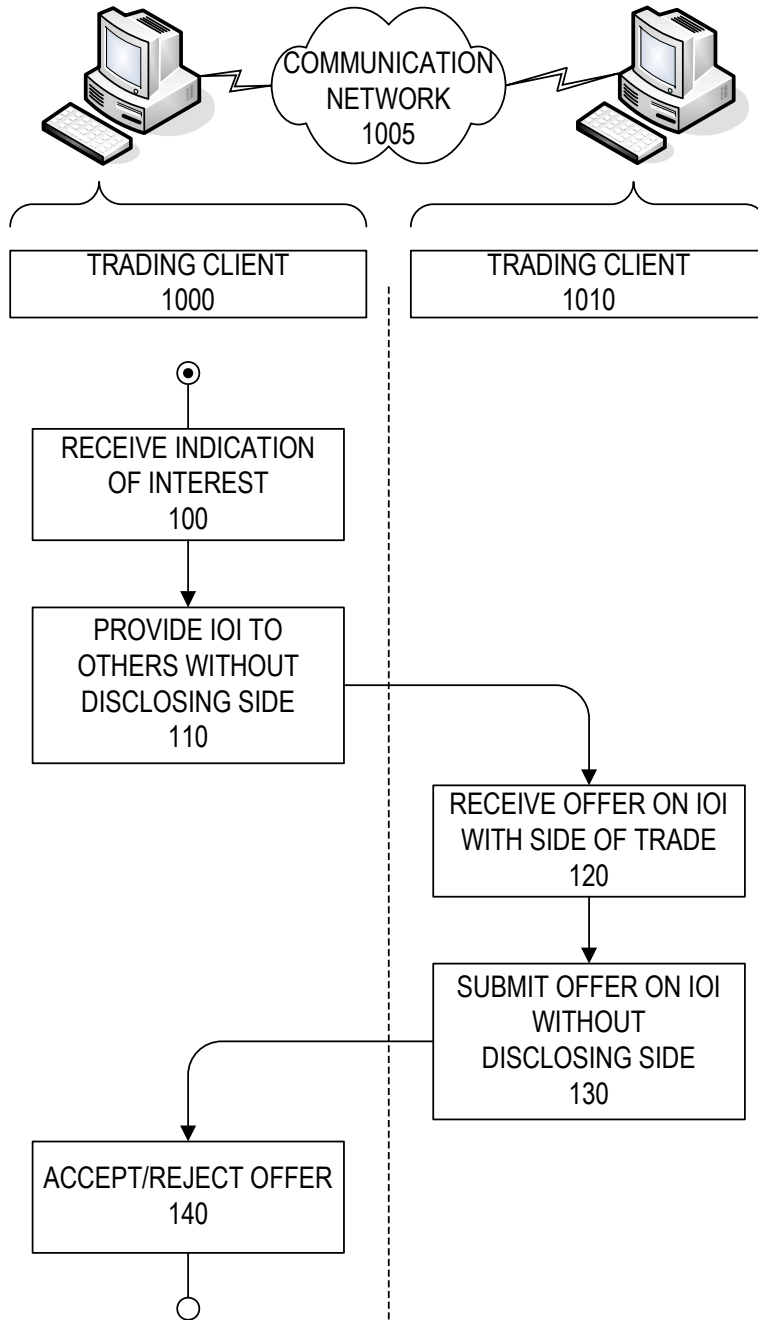 COMMUNICATION
NETWORK
1005
TRADING CLIENT
1000
TRADING CLIENT
1010
RECEIVE INDICATION
OF INTEREST
100
PROVIDE IOI TO
OTHERS WITHOUT
DISCLOSING SIDE
110
RECEIVE OFFER ON IOI
WITH SIDE OF TRADE
120
SUBMIT OFFER ON IOI
WITHOUT
DISCLOSING SIDE
130
ACCEPT/REJECT OFFER
140